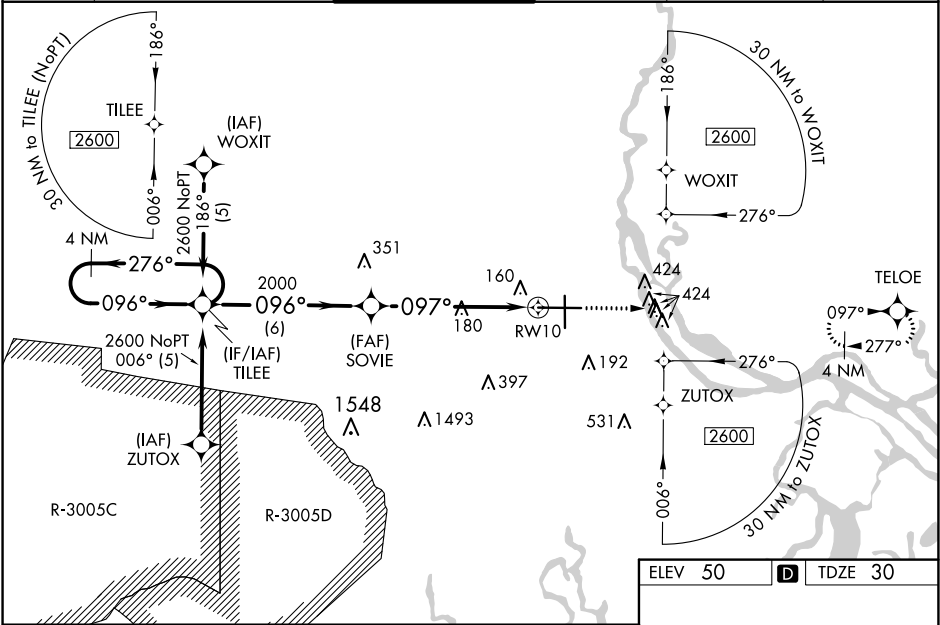 30 NM to TILEE (NoPT)
186°
TILEE
2600
006°
(IAF)
WOXIT
2600 NoPT
186°
(5)
4 NM
276°
096°
2000
096°
(6)
(IF/IAF)
TILEE
2600 NoPT
006° (5)
(IAF)
ZUTOX
351
(FAF)
SOVIE
097°
180
160
RW10
1548
1493
397
192
531
424
424
R-3005C
R-3005D
30 NM to WOXIT
186°
2600
WOXIT
276°
TELOE
097°
277°
4 NM
276°
ZUTOX
2600
006°
30 NM to ZUTOX
ELEV 50 D TDZE 30